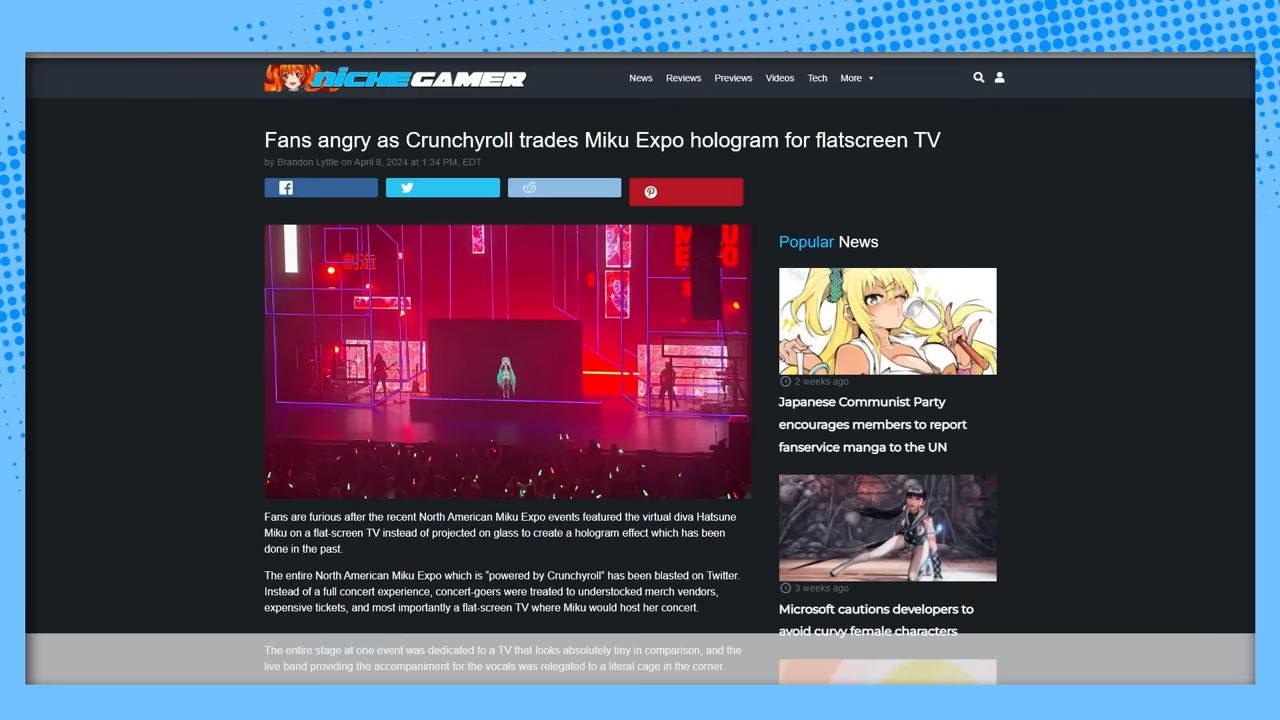 nICHEGAMER
News Reviews Previews Videos Tech More
Fans angry as Crunchyroll trades Miku Expo hologram for flatscreen TV
by Brandon Lyttle on April 8, 2024 at 1:34 PM, EDT
創造
MIKU
EXPO
Fans are furious after the recent North American Miku Expo events featured the virtual diva Hatsune
Miku on a flat-screen TV instead of projected on glass to create a hologram effect which has been
done in the past.
The entire North American Miku Expo which is “powered by Crunchyroll” has been blasted on Twitter.
Instead of a full concert experience, concert-goers were treated to understocked merch vendors,
expensive tickets, and most importantly a flat-screen TV where Miku would host her concert.
The entire stage at one event was dedicated to a TV that looks absolutely tiny in comparison, and the
live band providing the accompaniment for the vocals was relegated to a literal cage in the corner.
Popular News
2 weeks ago
Japanese Communist Party
encourages members to report
fanservice manga to the UN
3 weeks ago
Microsoft cautions developers to
avoid curvy female characters